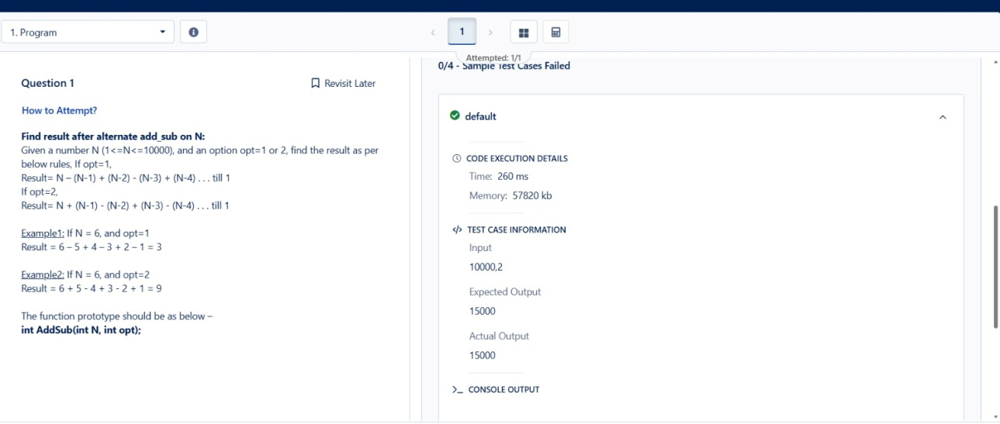 1. Program
1
Attempted: 1/1
Question 1
Revisit Later
How to Attempt?
Find result after alternate add_sub on N:
Given a number N (1<=N<=10000), and an option opt=1 or 2, find the result as per
below rules, If opt=1,
Result= N – (N-1) + (N-2) - (N-3) + (N-4) . . . till 1
If opt=2,
Result= N + (N-1) - (N-2) + (N-3) - (N-4) . . . till 1
Example1: If N = 6, and opt=1
Result = 6 – 5 + 4 – 3 + 2 – 1 = 3
Example2: If N = 6, and opt=2
Result = 6 + 5 - 4 + 3 - 2 + 1 = 9
The function prototype should be as below –
int AddSub(int N, int opt);
0/4 - Sample Test Cases Failed
default
CODE EXECUTION DETAILS
Time: 260 ms
Memory: 57820 kb
</> TEST CASE INFORMATION
Input
10000,2
Expected Output
15000
Actual Output
15000
>_ CONSOLE OUTPUT